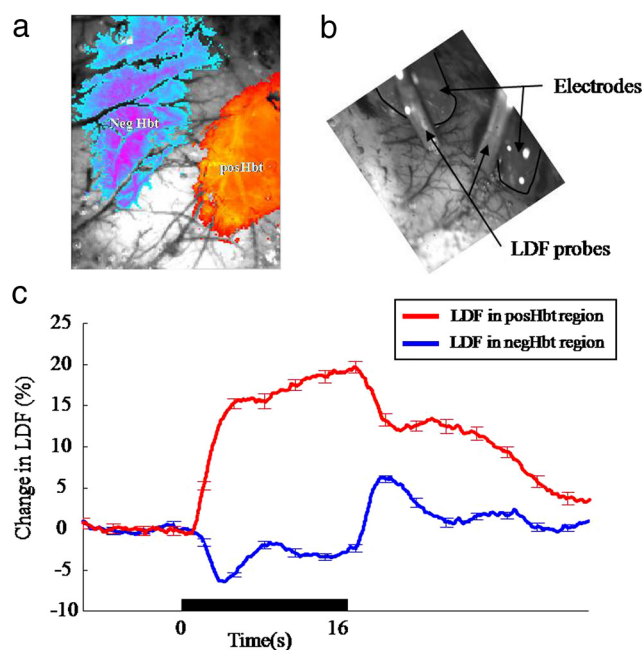 a
b
Neg Hbt
posHbt
Electrodes
LDF probes
c
LDF in posHbt region
LDF in negHbt region
Change in LDF (%)
25
20
15
10
5
0
-5
-10
0
16
Time(s)